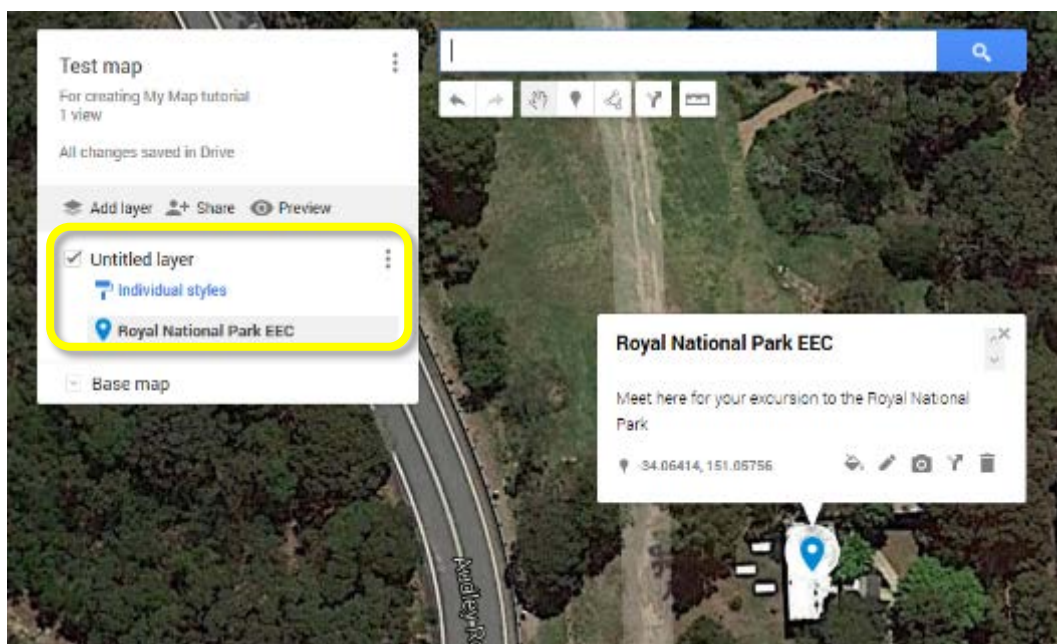 Test map
For creating My Map tutorial
1 view
All changes saved in Drive
Add layer Share Preview
Untitled layer
Individual styles
Royal National Park EEC
Base map
Royal National Park EEC
Meet here for your excursion to the Royal National
Park
-34.06414, 151.05756